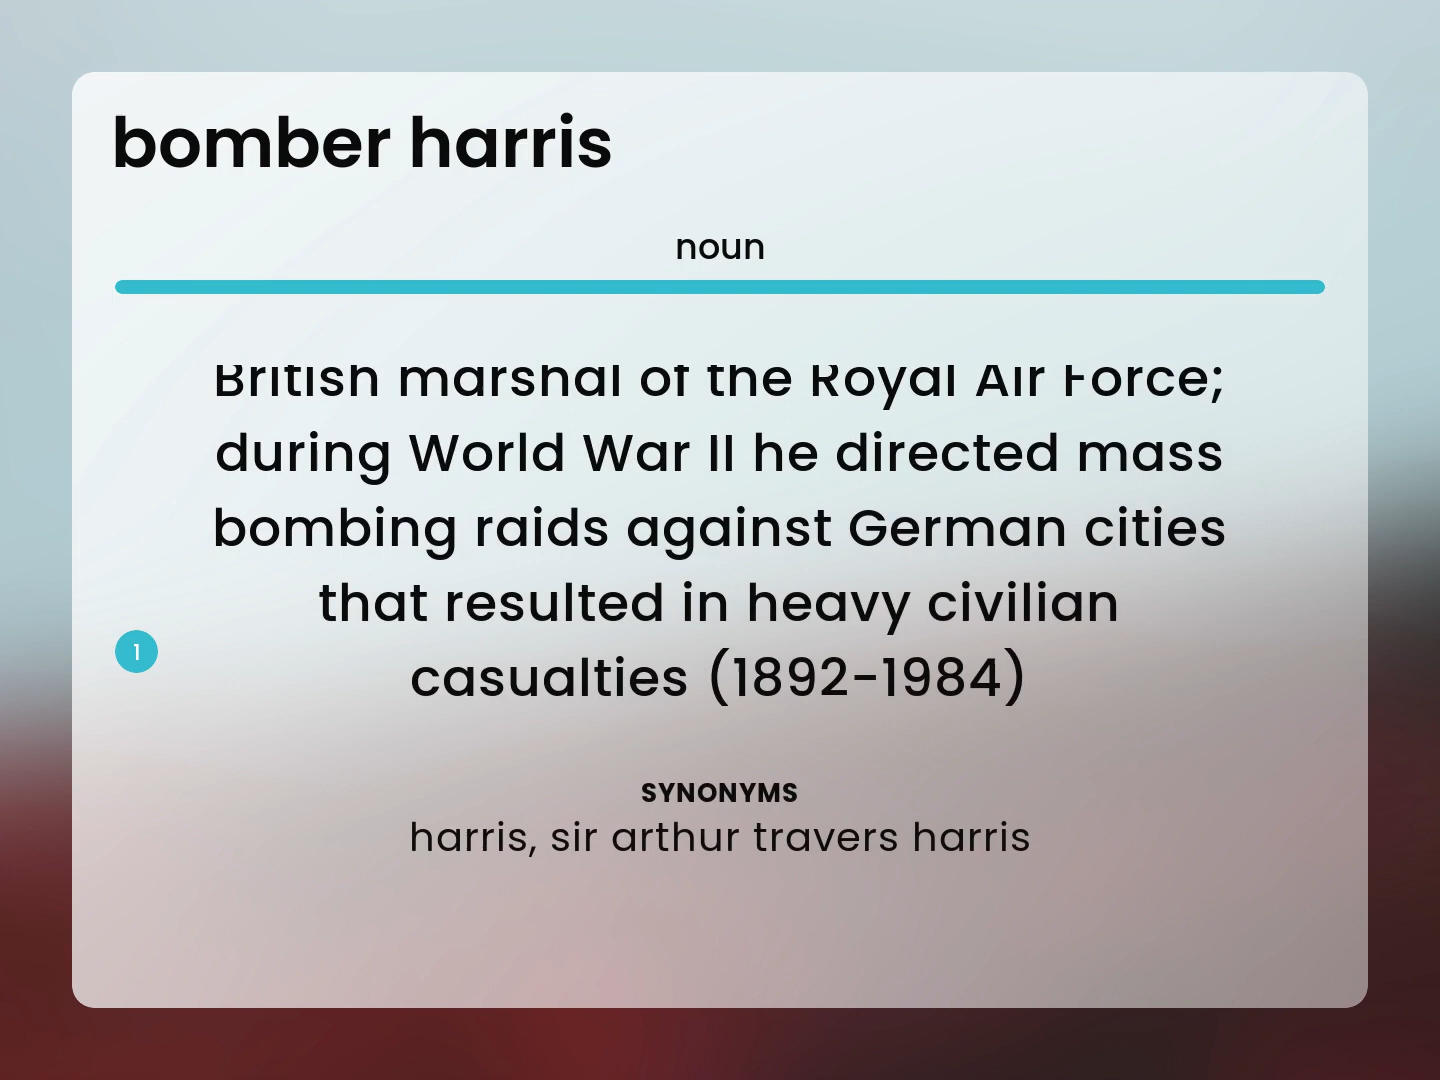 bomber harris
noun
British marshal of the Royal Air Force;
during World War II he directed mass
bombing raids against German cities
that resulted in heavy civilian
1
casualties (1892-1984)
SYNONYMS
harris, sir arthur travers harris